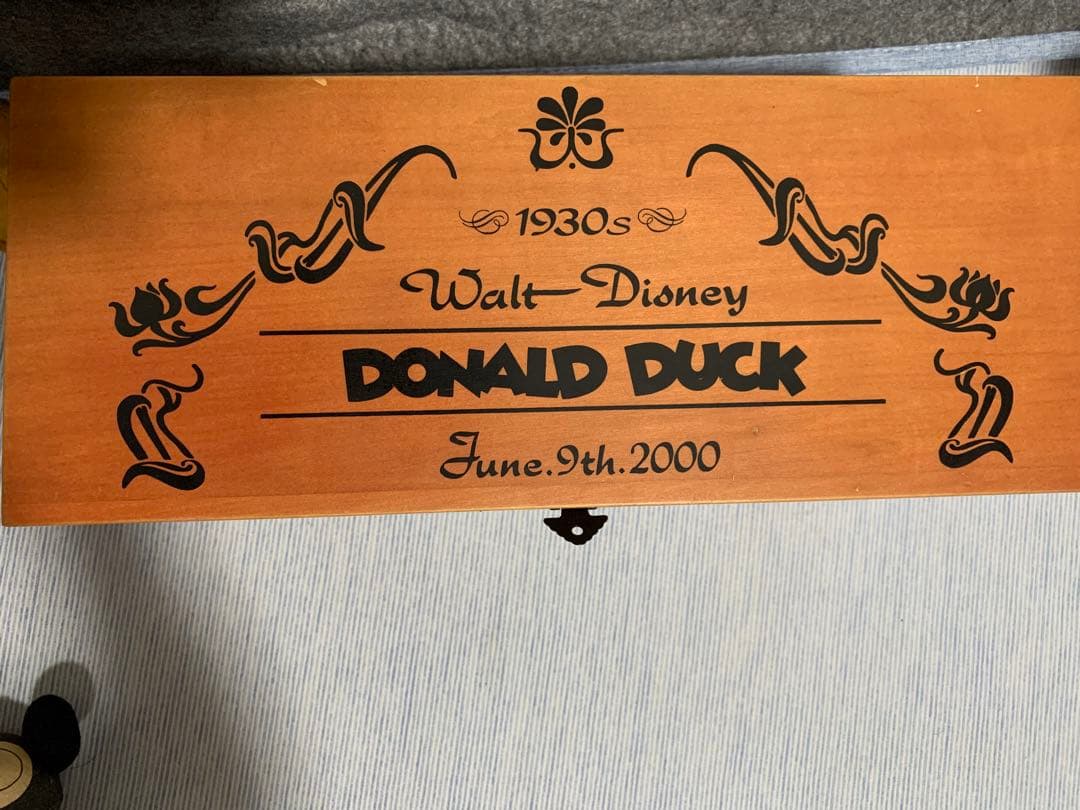 1930s
Walt Disney
DONALD DUCK
June.9th.2000